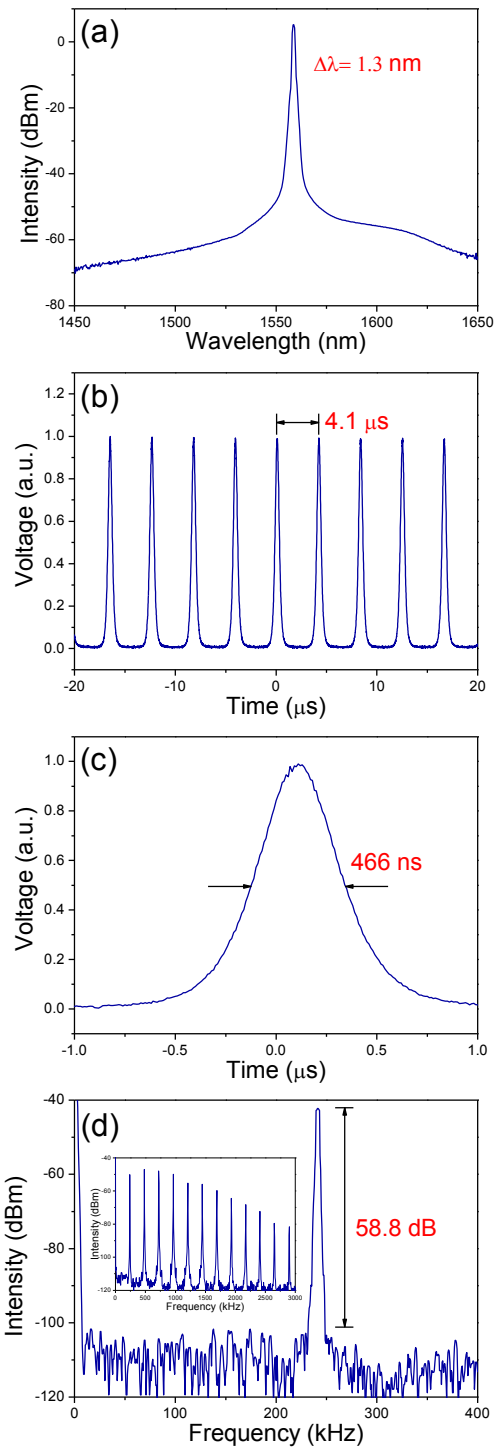 (a)
Δλ= 1.3 nm
0
-20
-40
-60
-80
Intensity (dBm)
1450 1500 1550 1600 1650
Wavelength (nm)
(b)
4.1 μs
1.2
1.0
0.8
0.6
0.4
0.2
0.0
Voltage (a.u.)
-20 -10 0 10 20
Time (μs)
(c)
466 ns
1.0
0.8
0.6
0.4
0.2
0.0
Voltage (a.u.)
-1.0 -0.5 0.0 0.5 1.0
Time (μs)
(d)
58.8 dB
-40
-60
-80
-100
-120
Intensity (dBm)
-40
-60
-80
-100
-120
Intensity (dBm)
0 500 1000 1500 2000 2500 3000
Frequency (kHz)
0 100 200 300 400
Frequency (kHz)